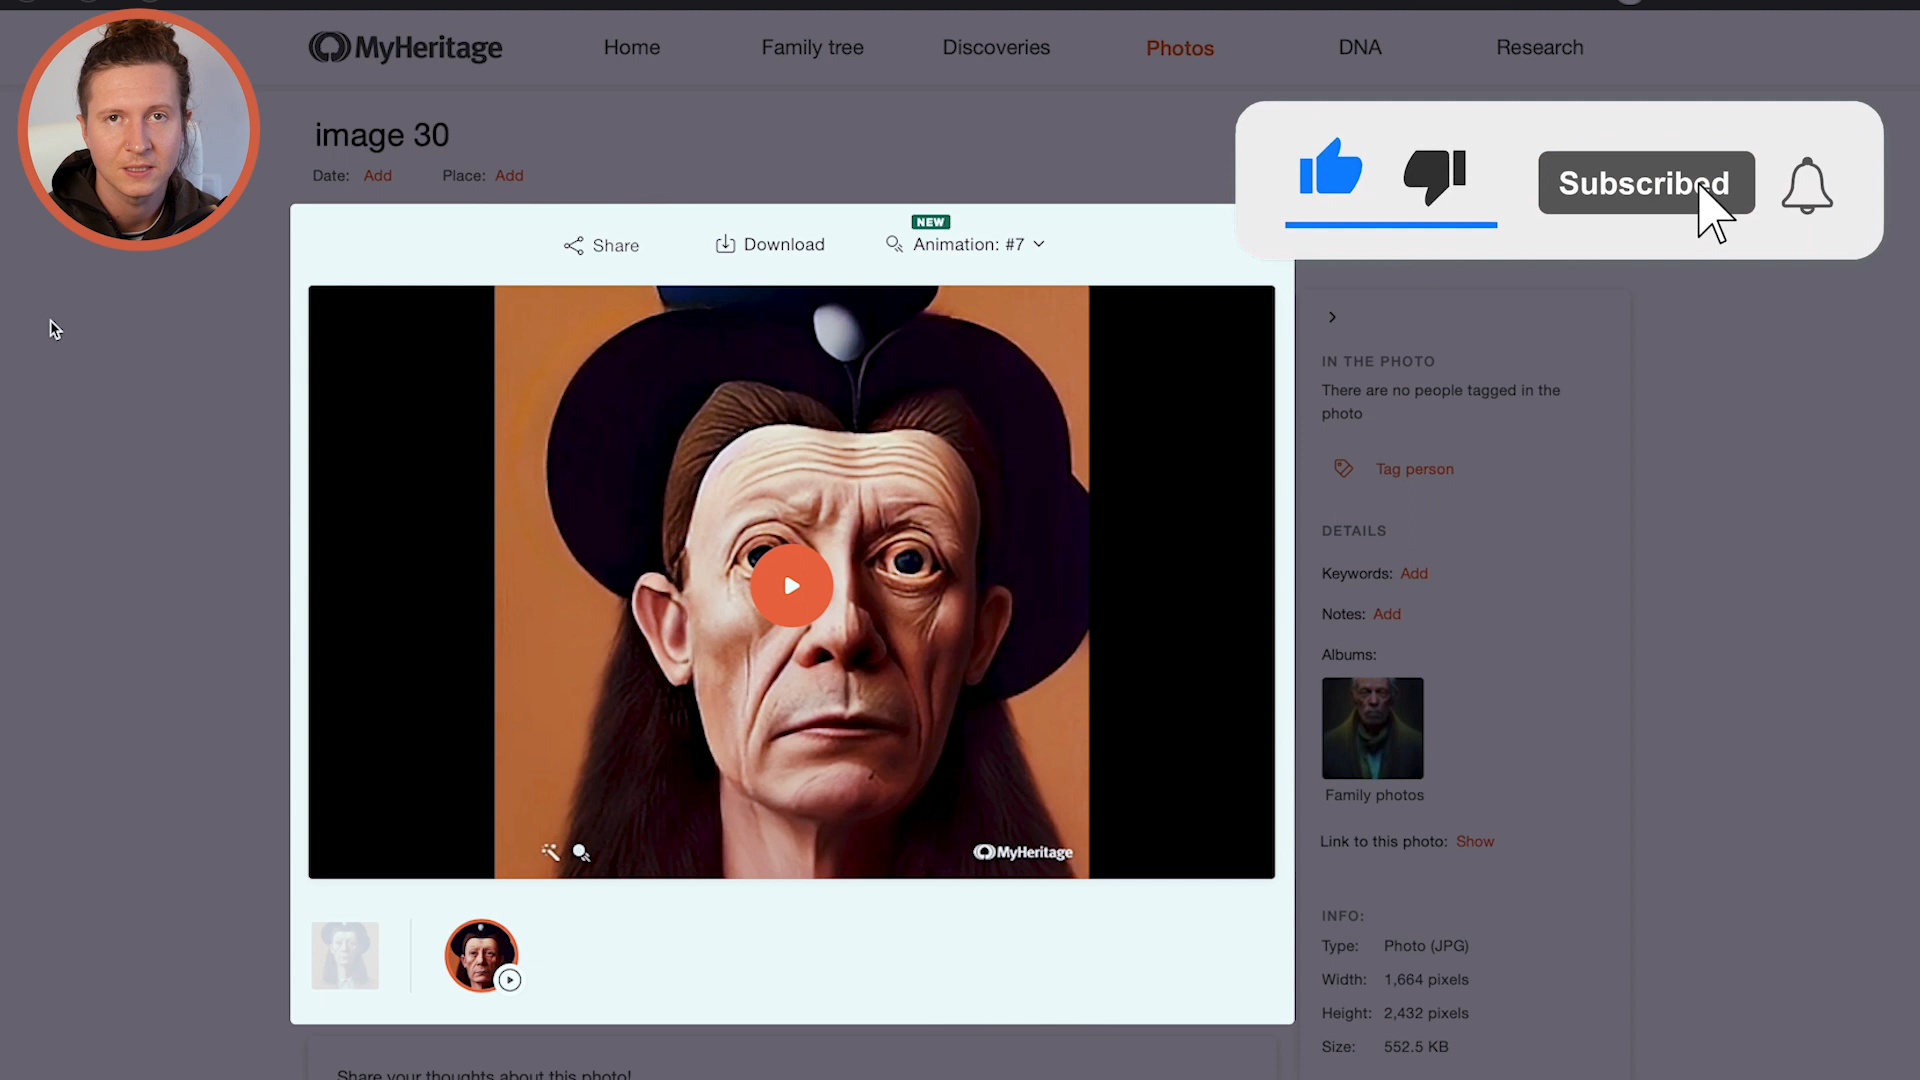 MyHeritage
Home
Family tree
Discoveries
Photos
DNA
Research
image 30
Date: Add
Place: Add
Subscribed
Share
Download
NEW
Animation: #7
MyHeritage
IN THE PHOTO
There are no people tagged in the
photo
Tag person
DETAILS
Keywords: Add
Notes: Add
Albums:
Family photos
Link to this photo: Show
INFO:
Type: Photo (JPG)
Width: 1,664 pixels
Height: 2,432 pixels
Size: 552.5 KB
Share your thoughts about this photo!